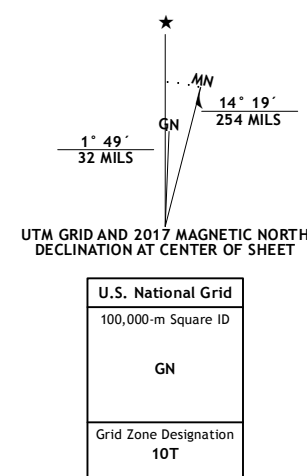 MN
GN
14° 19´
254 MILS
1° 49´
32 MILS
UTM GRID AND 2017 MAGNETIC NORTH
DECLINATION AT CENTER OF SHEET
U.S. National Grid
100,000-m Square ID
GN
Grid Zone Designation
10T